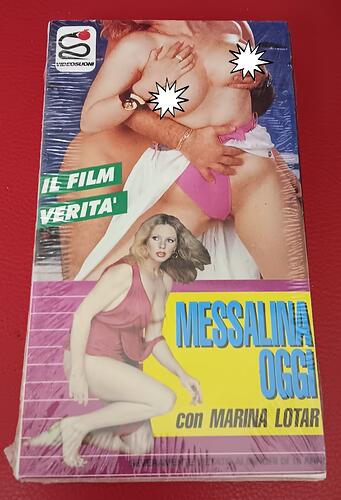 VIDEOSUONI
IL FILM
VERITA'
MESSALINA
OGGI
con MARINA LOTAR